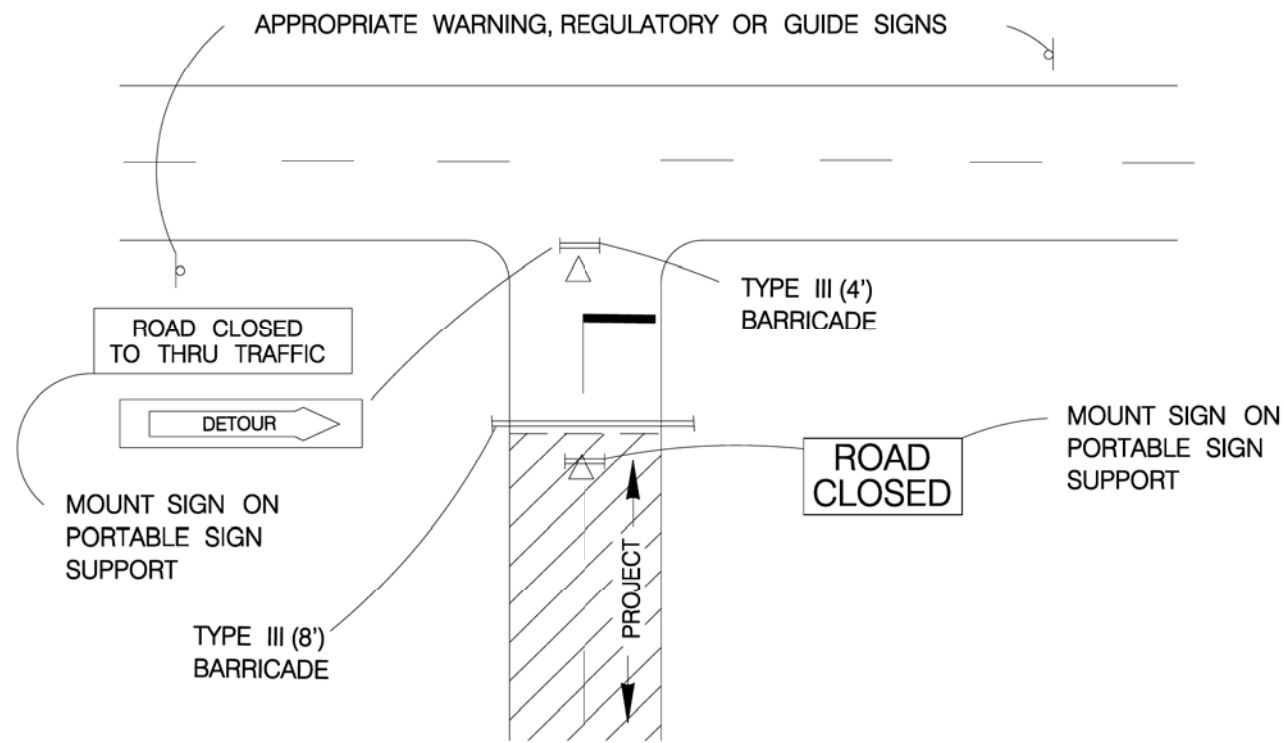 APPROPRIATE WARNING, REGULATORY OR GUIDE SIGNS
TYPE III (4')
BARRICADE
ROAD CLOSED
TO THRU TRAFFIC
DETOUR
MOUNT SIGN ON
PORTABLE SIGN
SUPPORT
ROAD
CLOSED
MOUNT SIGN ON
PORTABLE SIGN
SUPPORT
PROJECT
TYPE III (8')
BARRICADE